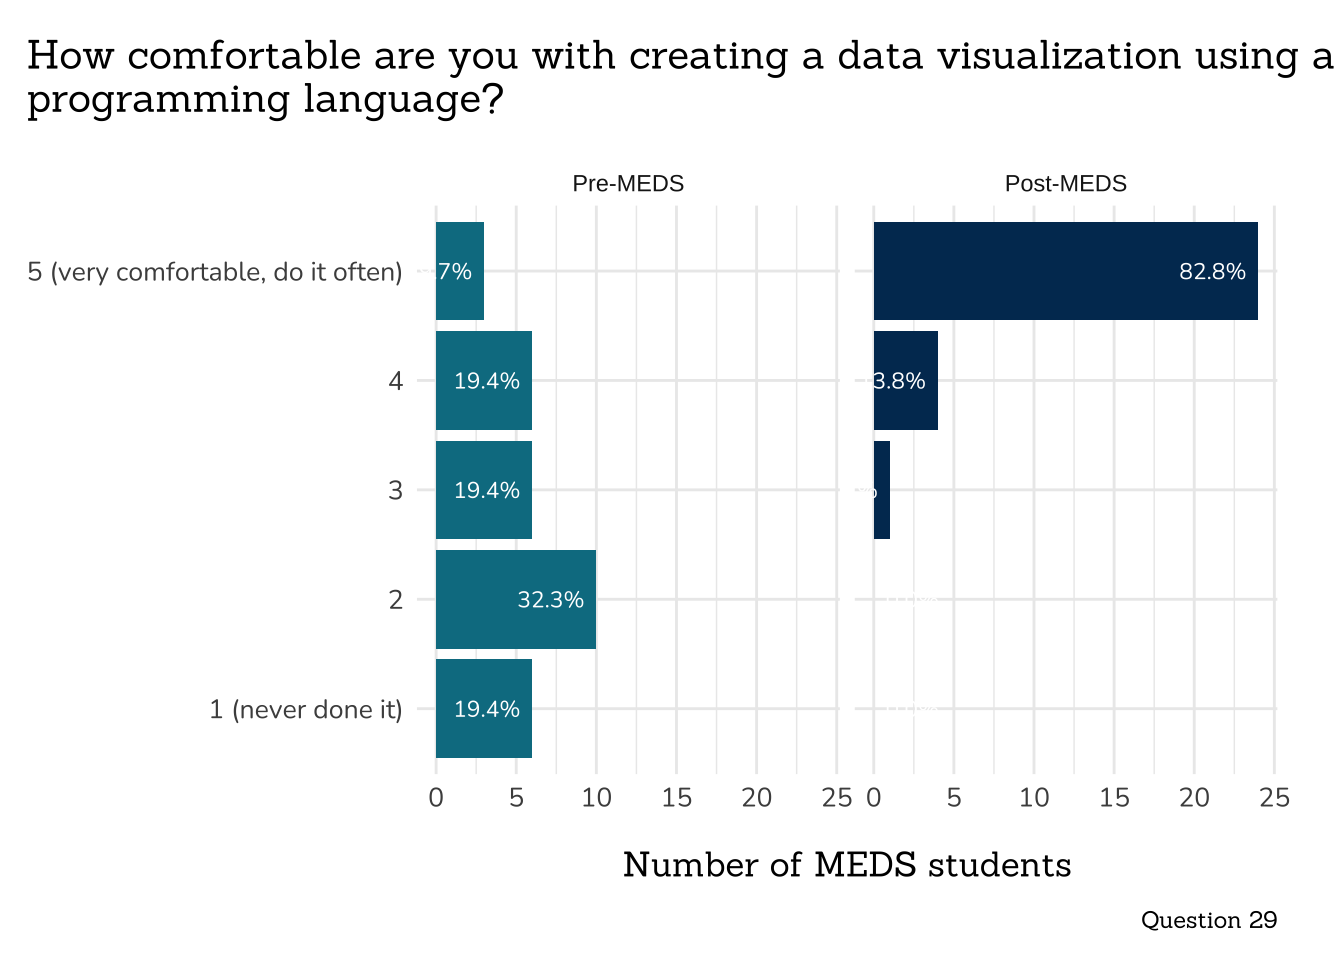 How comfortable are you with creating a data visualization using a
programming language?
Pre-MEDS
Post-MEDS
5 (very comfortable, do it often)
82.8%
4
19.4%
3.8%
3
19.4%
2
32.3%
1 (never done it)
19.4%
0 5 10 15 20 25
0 5 10 15 20 25
Number of MEDS students
Question 29